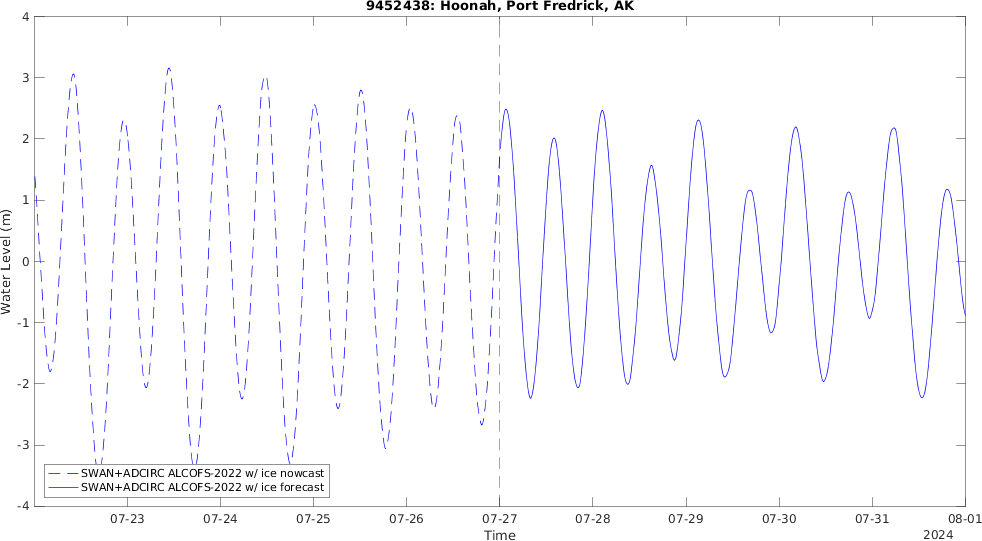 9452438: Hoonah, Port Fredrick, AK
4
3
2
1
0
-1
-2
-3
-4
Water Level (m)
SWAN+ADCIRC ALCOFS-2022 w/ ice nowcast
SWAN+ADCIRC ALCOFS-2022 w/ ice forecast
07-23 07-24 07-25 07-26 07-27 07-28 07-29 07-30 07-31 08-01
Time
2024